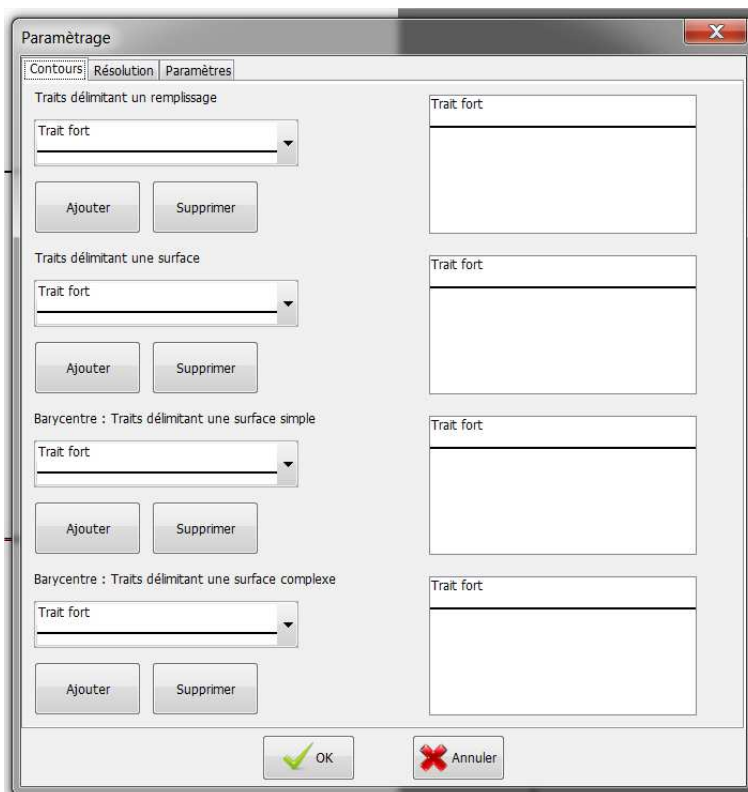 Paramètrage
Contours Résolution Paramètres
Traits délimitant un remplissage
Trait fort
Trait fort
Ajouter Supprimer
Traits délimitant une surface
Trait fort
Trait fort
Ajouter Supprimer
Barycentre : Traits délimitant une surface simple
Trait fort
Trait fort
Ajouter Supprimer
Barycentre : Traits délimitant une surface complexe
Trait fort
Trait fort
Ajouter Supprimer
OK Annuler